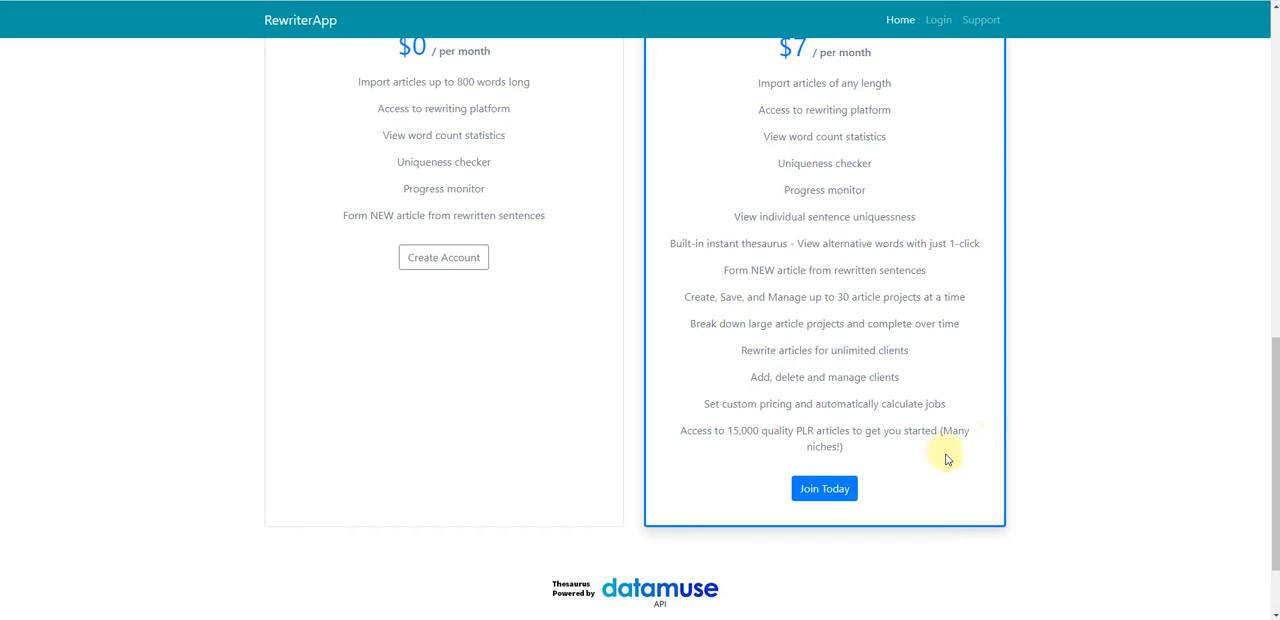 RewriterApp
Home Login Support
$0 / per month
Import articles up to 800 words long
Access to rewriting platform
View word count statistics
Uniqueness checker
Progress monitor
Form NEW article from rewritten sentences
Create Account
$7 / per month
Import articles of any length
Access to rewriting platform
View word count statistics
Uniqueness checker
Progress monitor
View individual sentence uniquessness
Built-in instant thesaurus - View alternative words with just 1-click
Form NEW article from rewritten sentences
Create, Save, and Manage up to 30 article projects at a time
Break down large article projects and complete over time
Rewrite articles for unlimited clients
Add, delete and manage clients
Set custom pricing and automatically calculate jobs
Access to 15,000 quality PLR articles to get you started (Many
niches!)
Join Today
Thesaurus
Powered by
datamuse
API